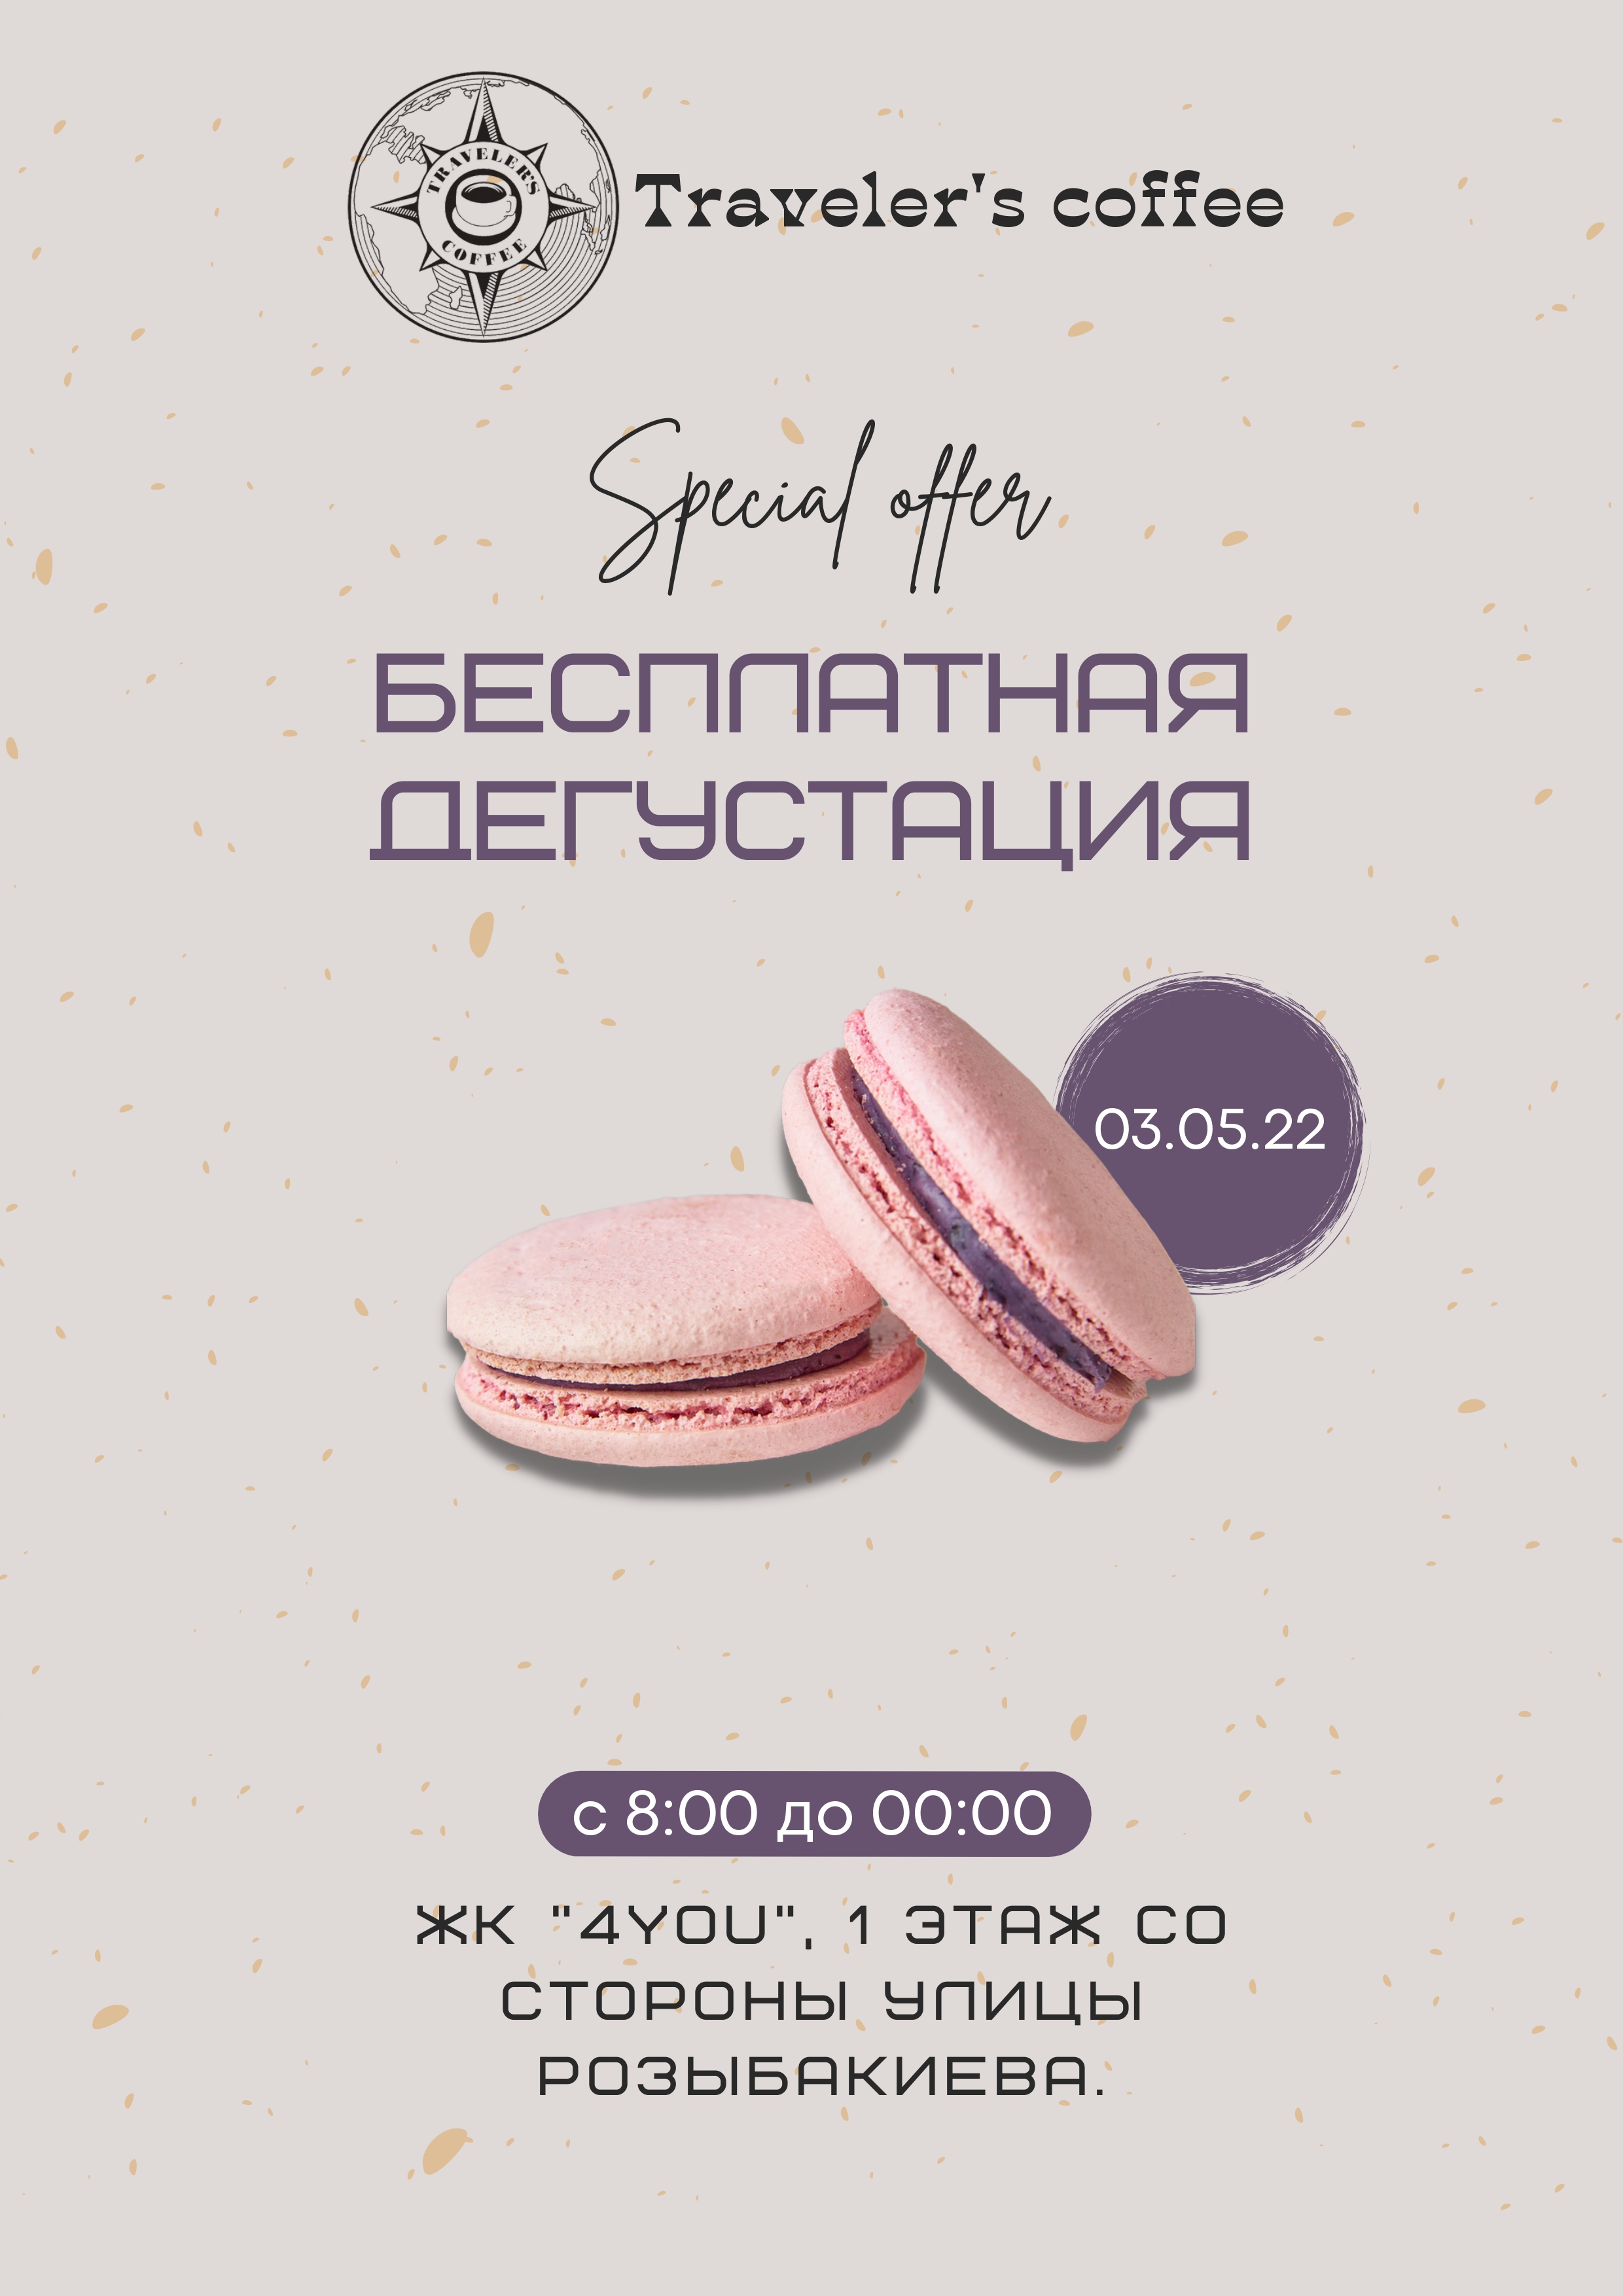 TRAVELER'S
COFFEE
Traveler's coffee
Special offer
БЕСПЛАТНАЯ
ДЕГУСТАЦИЯ
03.05.22
с 8:00 до 00:00
ЖК "4YOU", 1 ЭТАЖ СО
СТОРОНЫ УЛИЦЫ
РОЗЫБАКИЕВА.